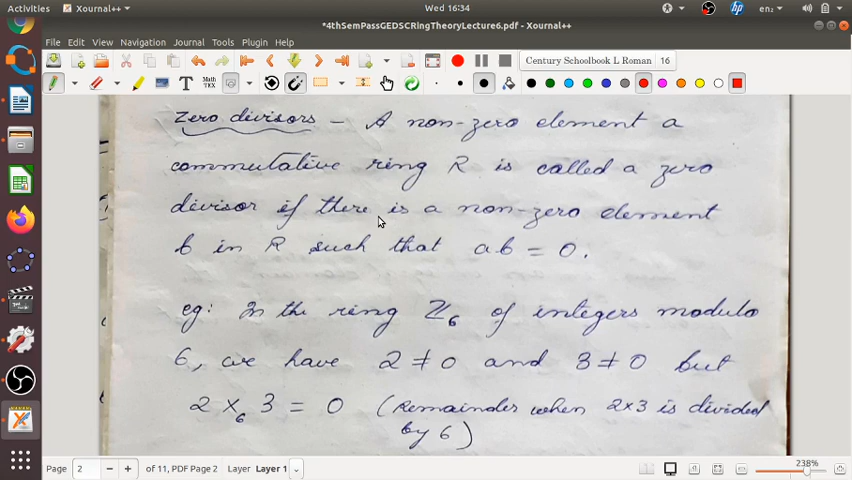 Activities
Xournal++
Wed 16:34
en₂
*4thSemPassGEDSCRingTheoryLecture6.pdf - Xournal++
File Edit View Navigation Journal Tools Plugin Help
Century Schoolbook L Roman 16
Zero divisors - A non-zero element a
commutative ring R is called a zero
divisor if there is a non-zero element
b in R such that ab = 0.
eg: In the ring ℤ₆ of integers modulo
6, we have 2 ≠ 0 and 3 ≠ 0 but
2 ×₆ 3 = 0 (Remainder when 2×3 is divided
by 6)
Page 2 of 11, PDF Page 2 Layer Layer 1 238%